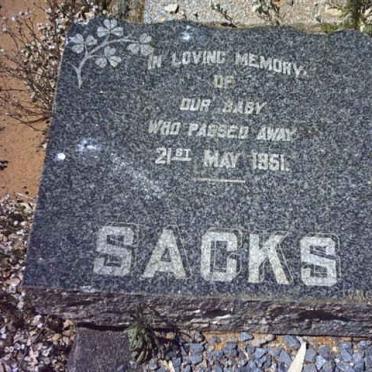 IN LOVING MEMORY.
OF
OUR BABY
WHO PASSED AWAY
21ST MAY 1951.
SACKS